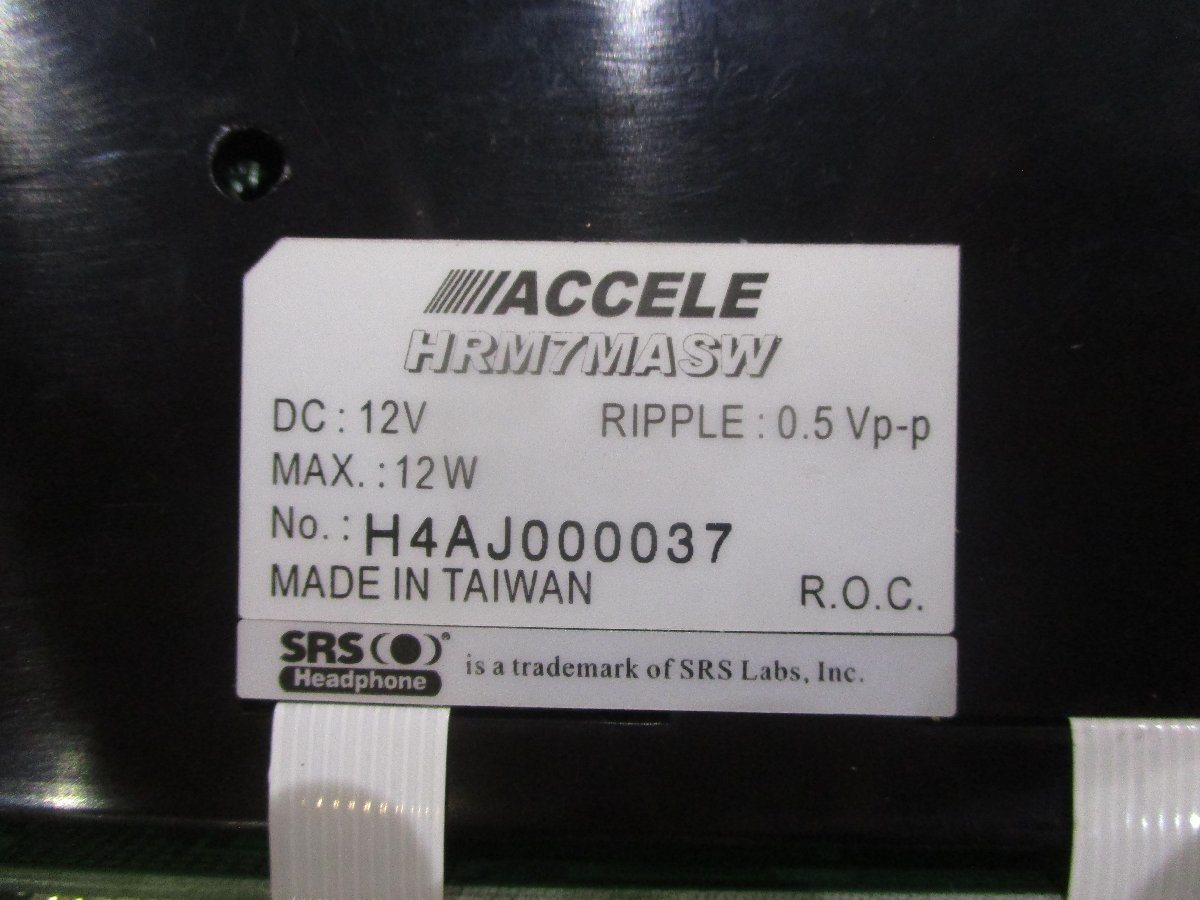 ACCELE
HRM7MASW
DC : 12V RIPPLE : 0.5 Vp-p
MAX. : 12W
No. : H4AJ000037
MADE IN TAIWAN R.O.C.
SRS(●)® is a trademark of SRS Labs, Inc.
Headphone